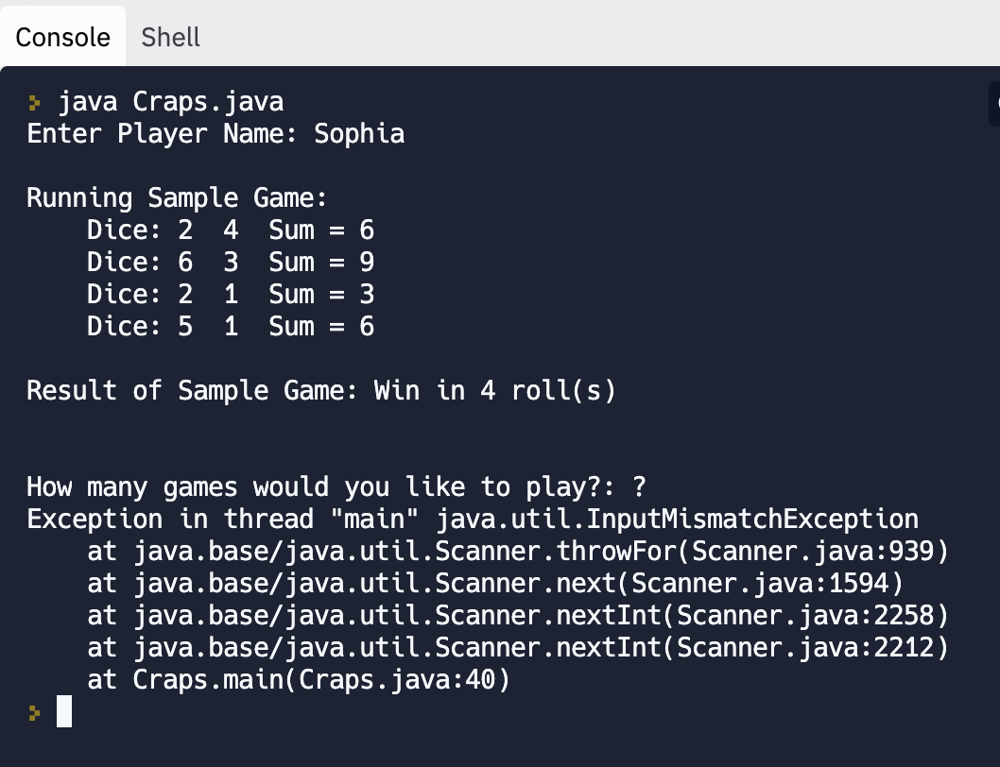 Console Shell
java Craps.java
Enter Player Name: Sophia
Running Sample Game:
Dice: 2  4  Sum = 6
Dice: 6  3  Sum = 9
Dice: 2  1  Sum = 3
Dice: 5  1  Sum = 6
Result of Sample Game: Win in 4 roll(s)
How many games would you like to play?: ?
Exception in thread "main" java.util.InputMismatchException
at java.base/java.util.Scanner.throwFor(Scanner.java:939)
at java.base/java.util.Scanner.next(Scanner.java:1594)
at java.base/java.util.Scanner.nextInt(Scanner.java:2258)
at java.base/java.util.Scanner.nextInt(Scanner.java:2212)
at Craps.main(Craps.java:40)